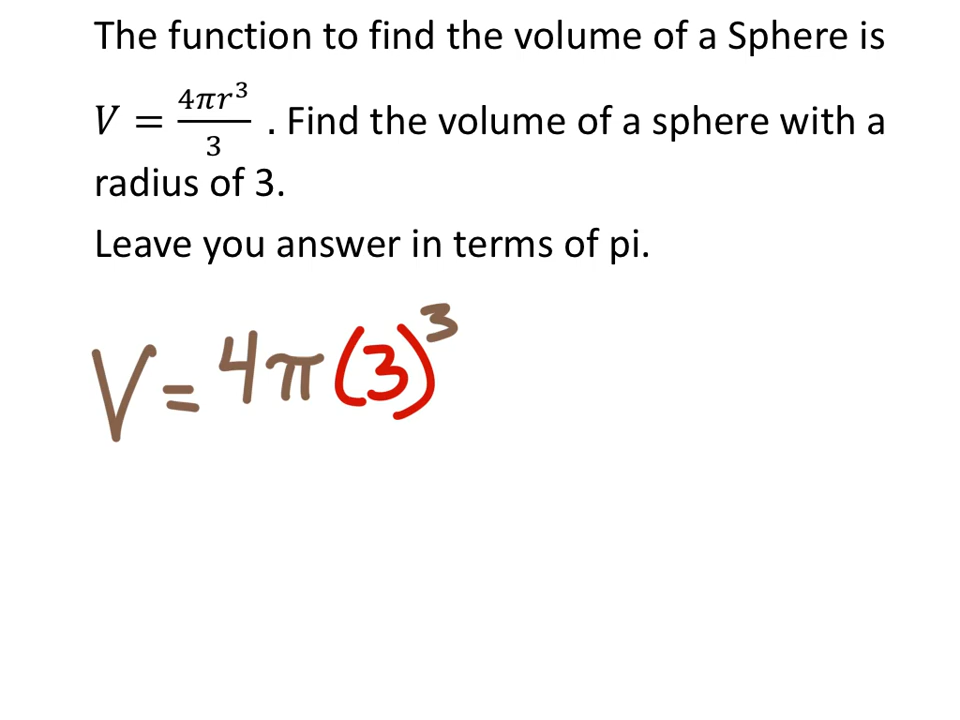 The function to find the volume of a Sphere is
V = 4πr³/3 . Find the volume of a sphere with a
radius of 3.
Leave you answer in terms of pi.
V = 4π(3)³